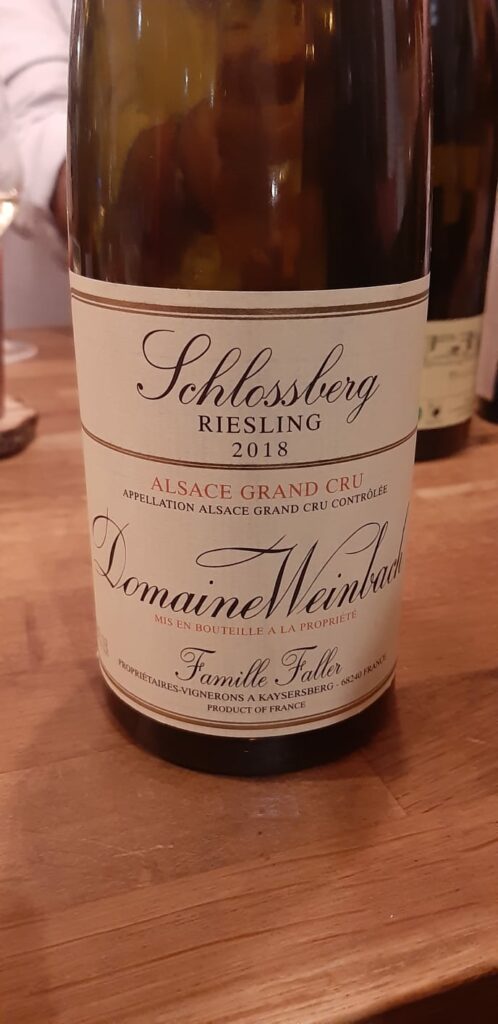 Schlossberg
RIESLING
2018
ALSACE GRAND CRU
APPELLATION ALSACE GRAND CRU CONTRÔLÉE
Domaine Weinbach
MIS EN BOUTEILLE A LA PROPRIÉTÉ
Famille Faller
PROPRIÉTAIRES-VIGNERONS A KAYSERSBERG - 68240 FRANCE
PRODUCT OF FRANCE